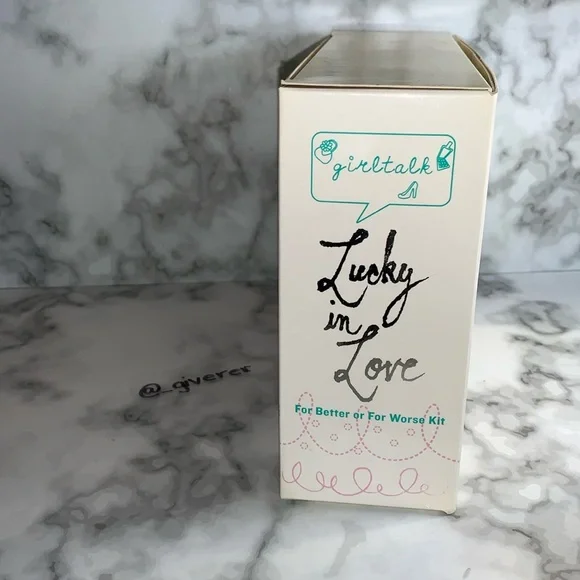 girltalk
Lucky
in
Love
For Better or For Worse Kit
@_giverer